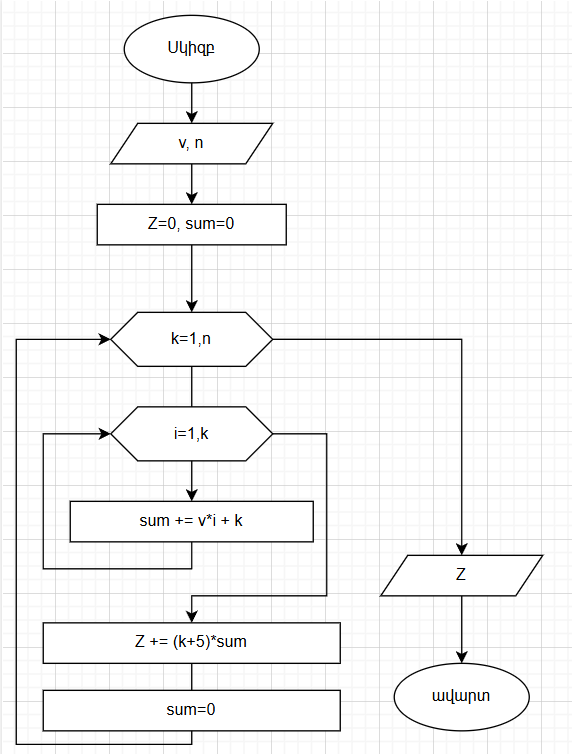 Սկիզբ
v, n
Z=0, sum=0
k=1,n
i=1,k
sum += v*i + k
Z += (k+5)*sum
sum=0
Z
ավարտ